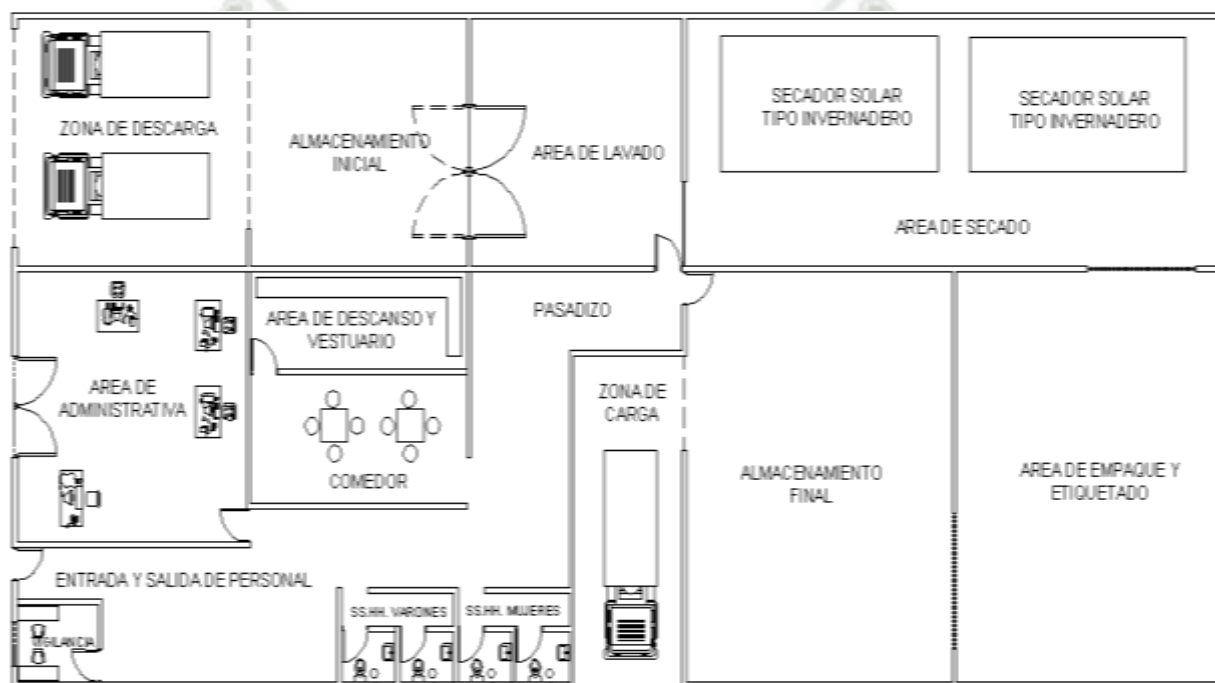 ZONA DE DESCARGA
ALMACENAMIENTO
INICIAL
AREA DE LAVADO
SECADOR SOLAR
TIPO INVERNADERO
SECADOR SOLAR
TIPO INVERNADERO
AREA DE SECADO
AREA DE DESCANSO Y
VESTUARIO
PASADIZO
AREA DE
ADMINISTRATIVA
ZONA DE
CARGA
COMEDOR
ALMACENAMIENTO
FINAL
AREA DE EMPAQUE Y
ETIQUETADO
ENTRADA Y SALIDA DE PERSONAL
SS.HH. VARONES
SS.HH. MUJERES
VIGILANCIA